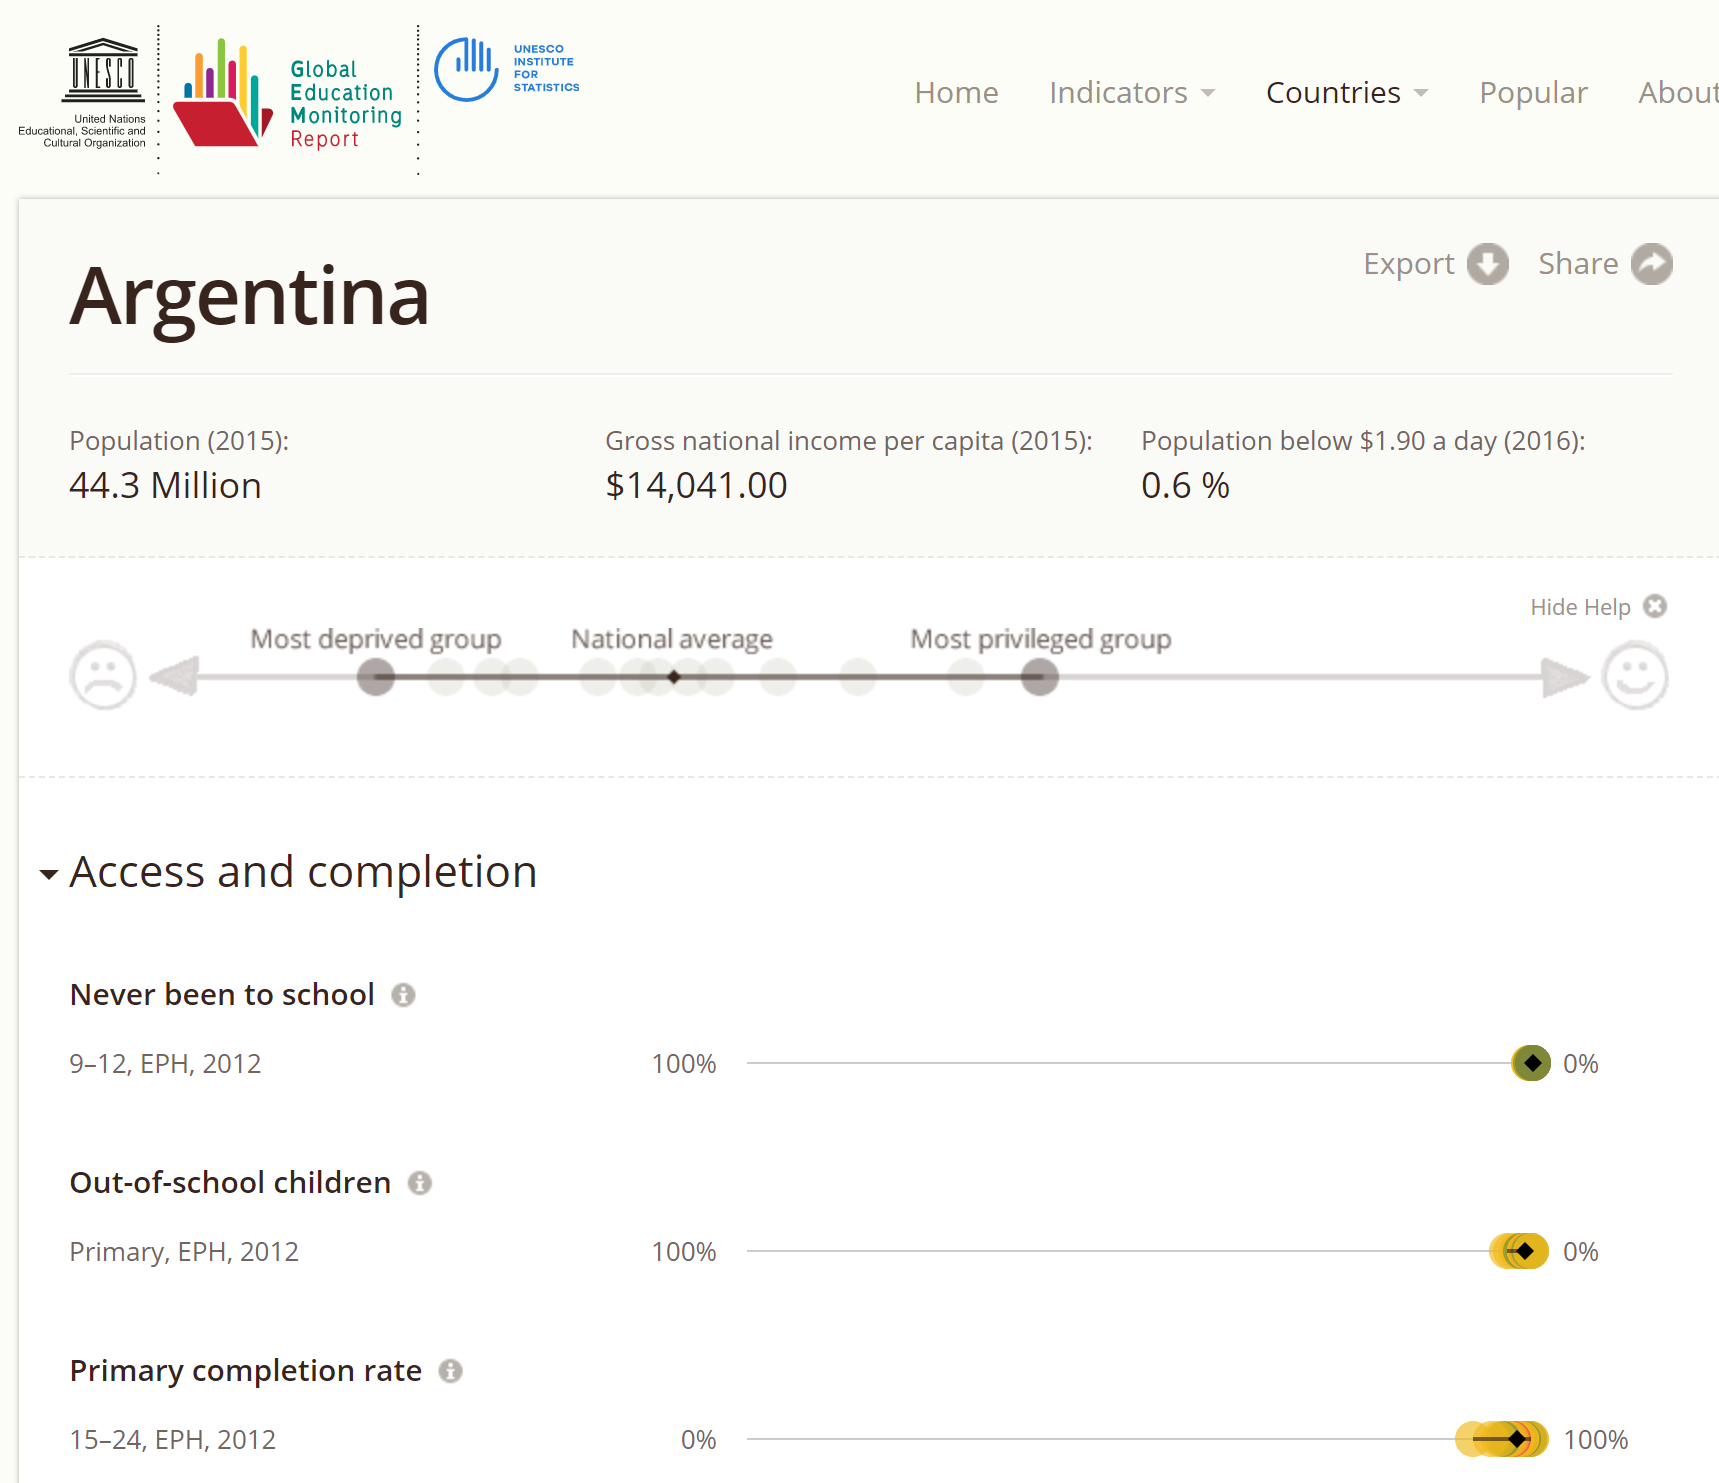 UNESCO
United Nations
Educational, Scientific and
Cultural Organization
Global
Education
Monitoring
Report
UNESCO
INSTITUTE
FOR
STATISTICS
Home Indicators Countries Popular About
Argentina
Export Share
Population (2015): Gross national income per capita (2015): Population below $1.90 a day (2016):
44.3 Million $14,041.00 0.6 %
Hide Help
Most deprived group National average Most privileged group
Access and completion
Never been to school
9–12, EPH, 2012 100% 0%
Out-of-school children
Primary, EPH, 2012 100% 0%
Primary completion rate
15–24, EPH, 2012 0% 100%